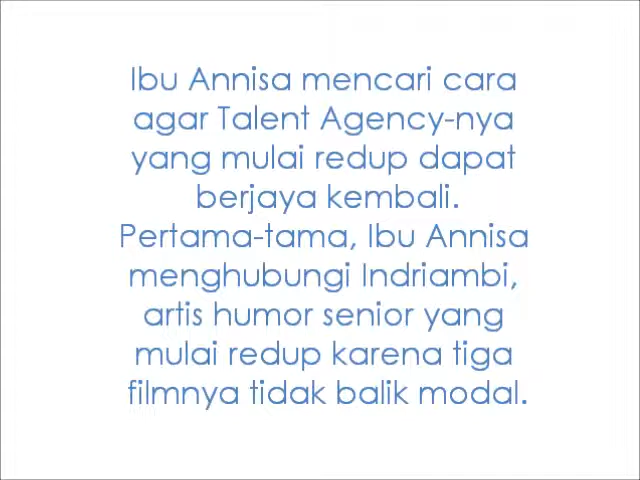 Ibu Annisa mencari cara
agar Talent Agency-nya
yang mulai redup dapat
berjaya kembali.
Pertama-tama, Ibu Annisa
menghubungi Indriambi,
artis humor senior yang
mulai redup karena tiga
filmnya tidak balik modal.